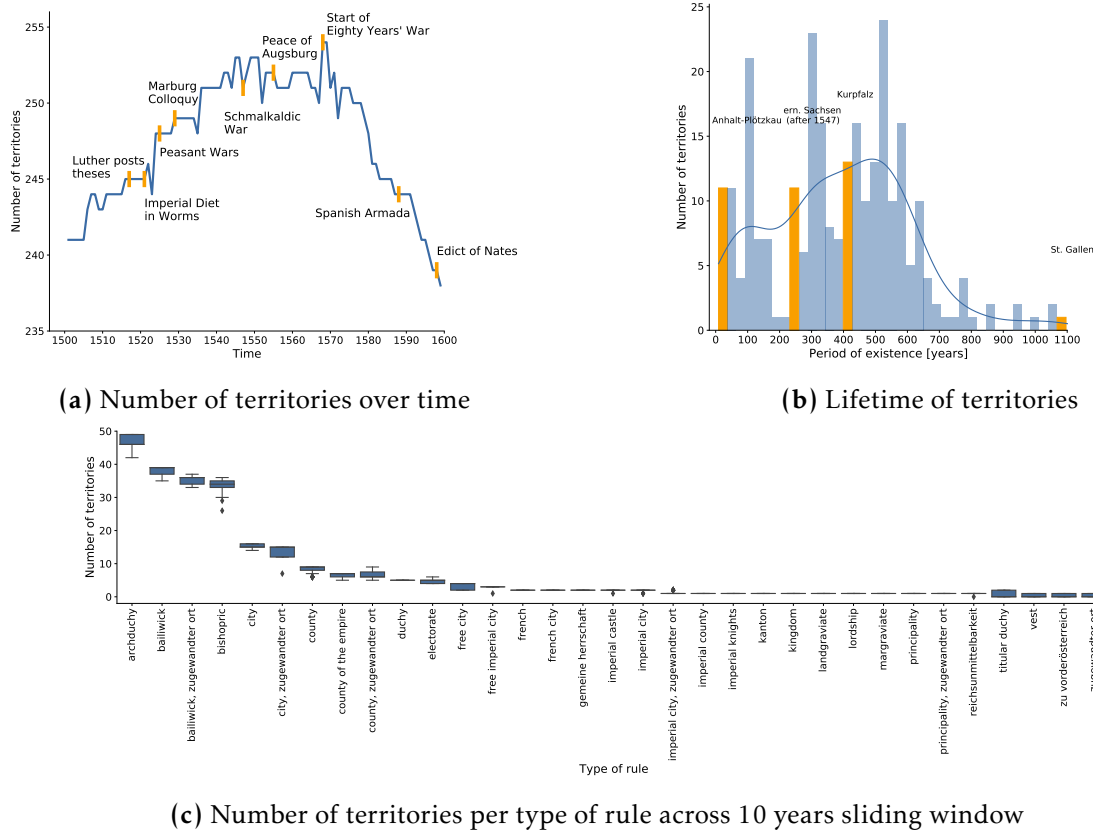 255
250
245
240
235
Number of territories
Start of
Eighty Years' War
Peace of
Augsburg
Marburg
Colloquy
Schmalkaldic
War
Peasant Wars
Luther posts
theses
Imperial Diet
in Worms
Spanish Armada
Edict of Nates
1500 1510 1520 1530 1540 1550 1560 1570 1580 1590 1600
Time
(a) Number of territories over time
25
20
15
10
5
0
Number of territories
Kurpfalz
ern. Sachsen
(after 1547)
Anhalt-Plötzkau
St. Gallen
0 100 200 300 400 500 600 700 800 900 1000 1100
Period of existence [years]
(b) Lifetime of territories
50
40
30
20
10
0
Number of territories
archduchy
bailiwick
bailiwick, zugewandter ort
bishopric
city
city, zugewandter ort
county
county of the empire
county, zugewandter ort
duchy
electorate
free city
free imperial city
french
french city
gemeine herrschaft
imperial castle
imperial city
imperial city, zugewandter ort
imperial county
imperial knights
kanton
kingdom
landgraviate
lordship
margraviate
principality
principality, zugewandter ort
reichsunmittelbarkeit
titular duchy
vest
zu vorderösterreich
Type of rule
(c) Number of territories per type of rule across 10 years sliding window